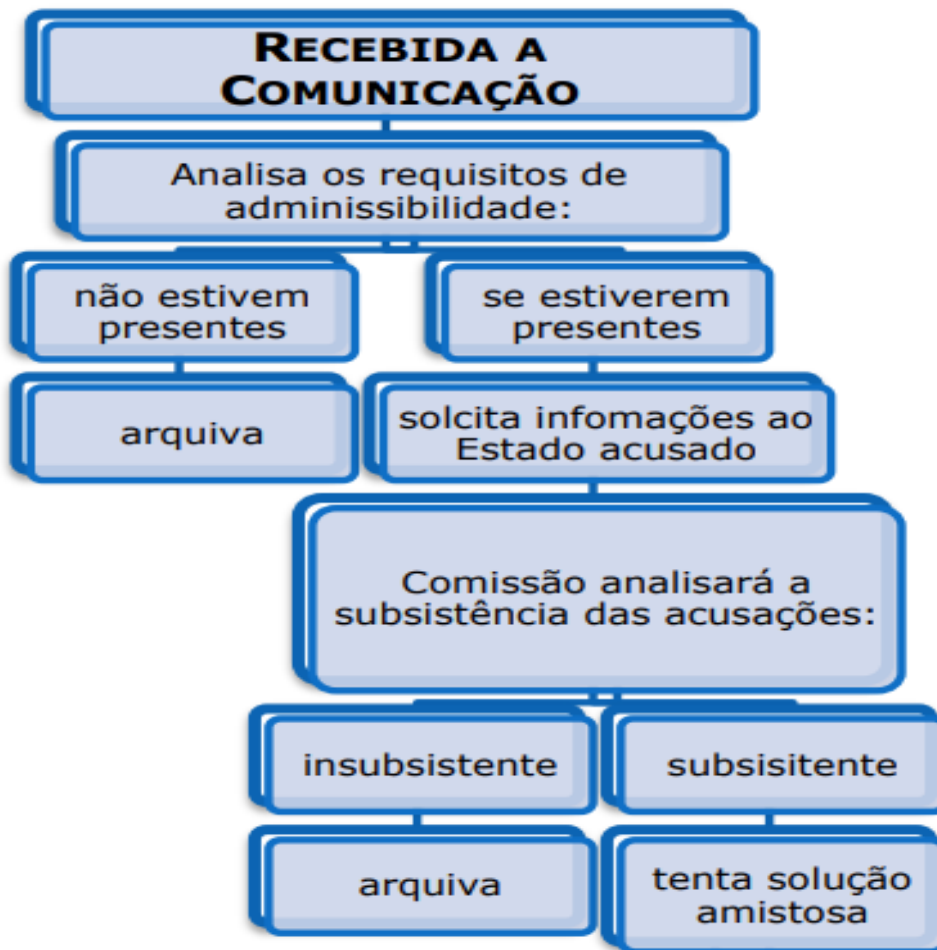 RECEBIDA A
COMUNICAÇÃO
Analisa os requisitos de
adminissibilidade:
não estivem
presentes
se estiverem
presentes
arquiva
solcita infomações ao
Estado acusado
Comissão analisará a
subsistência das acusações:
insubsistente
subsisitente
arquiva
tenta solução
amistosa